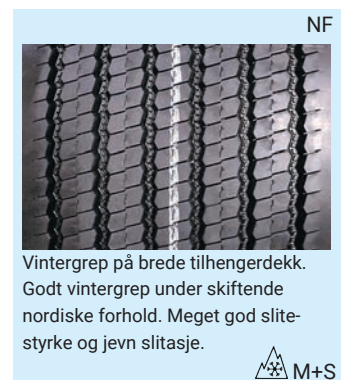 NF
Vintergrep på brede tilhengerdekk.
Godt vintergrep under skiftende
nordiske forhold. Meget god slite-
styrke og jevn slitasje.
M+S